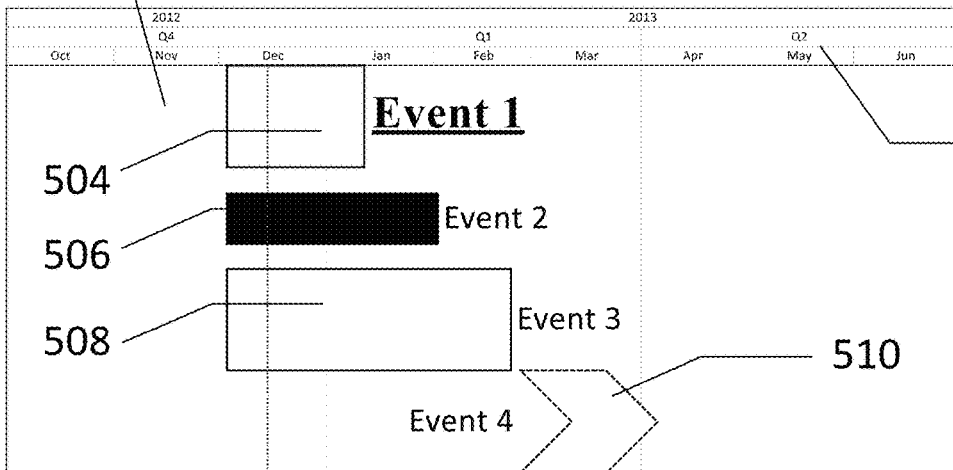 2012 2013
Q4 Q1 Q2
Oct Nov Dec Jan Feb Mar Apr May Jun
Event 1
504
Event 2
506
Event 3
508
510
Event 4